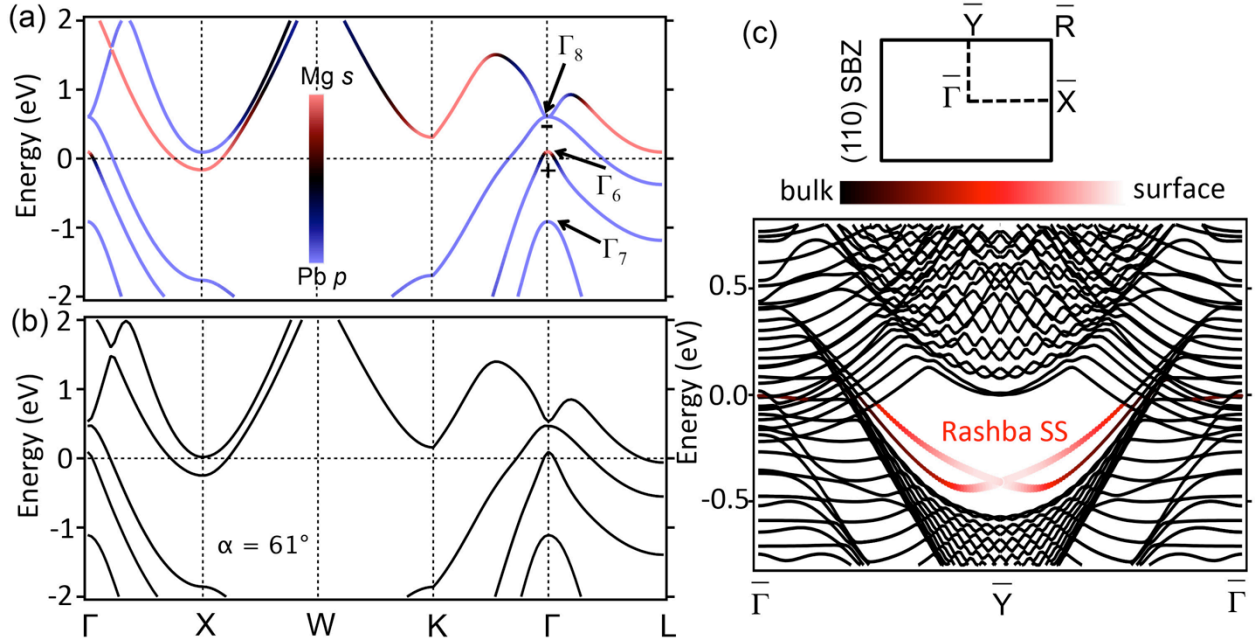 (a)
Energy (eV)
2
1
0
-1
-2
Mg s
Pb p
Γ8
-
+
Γ6
Γ7
(b)
Energy (eV)
2
1
0
-1
-2
α = 61°
Γ X W K Γ L
(c)
(110) SBZ
Y̅ R̅
Γ̅ X̅
bulk surface
Energy (eV)
0.5
0.0
-0.5
Rashba SS
Γ̅ Y̅ Γ̅